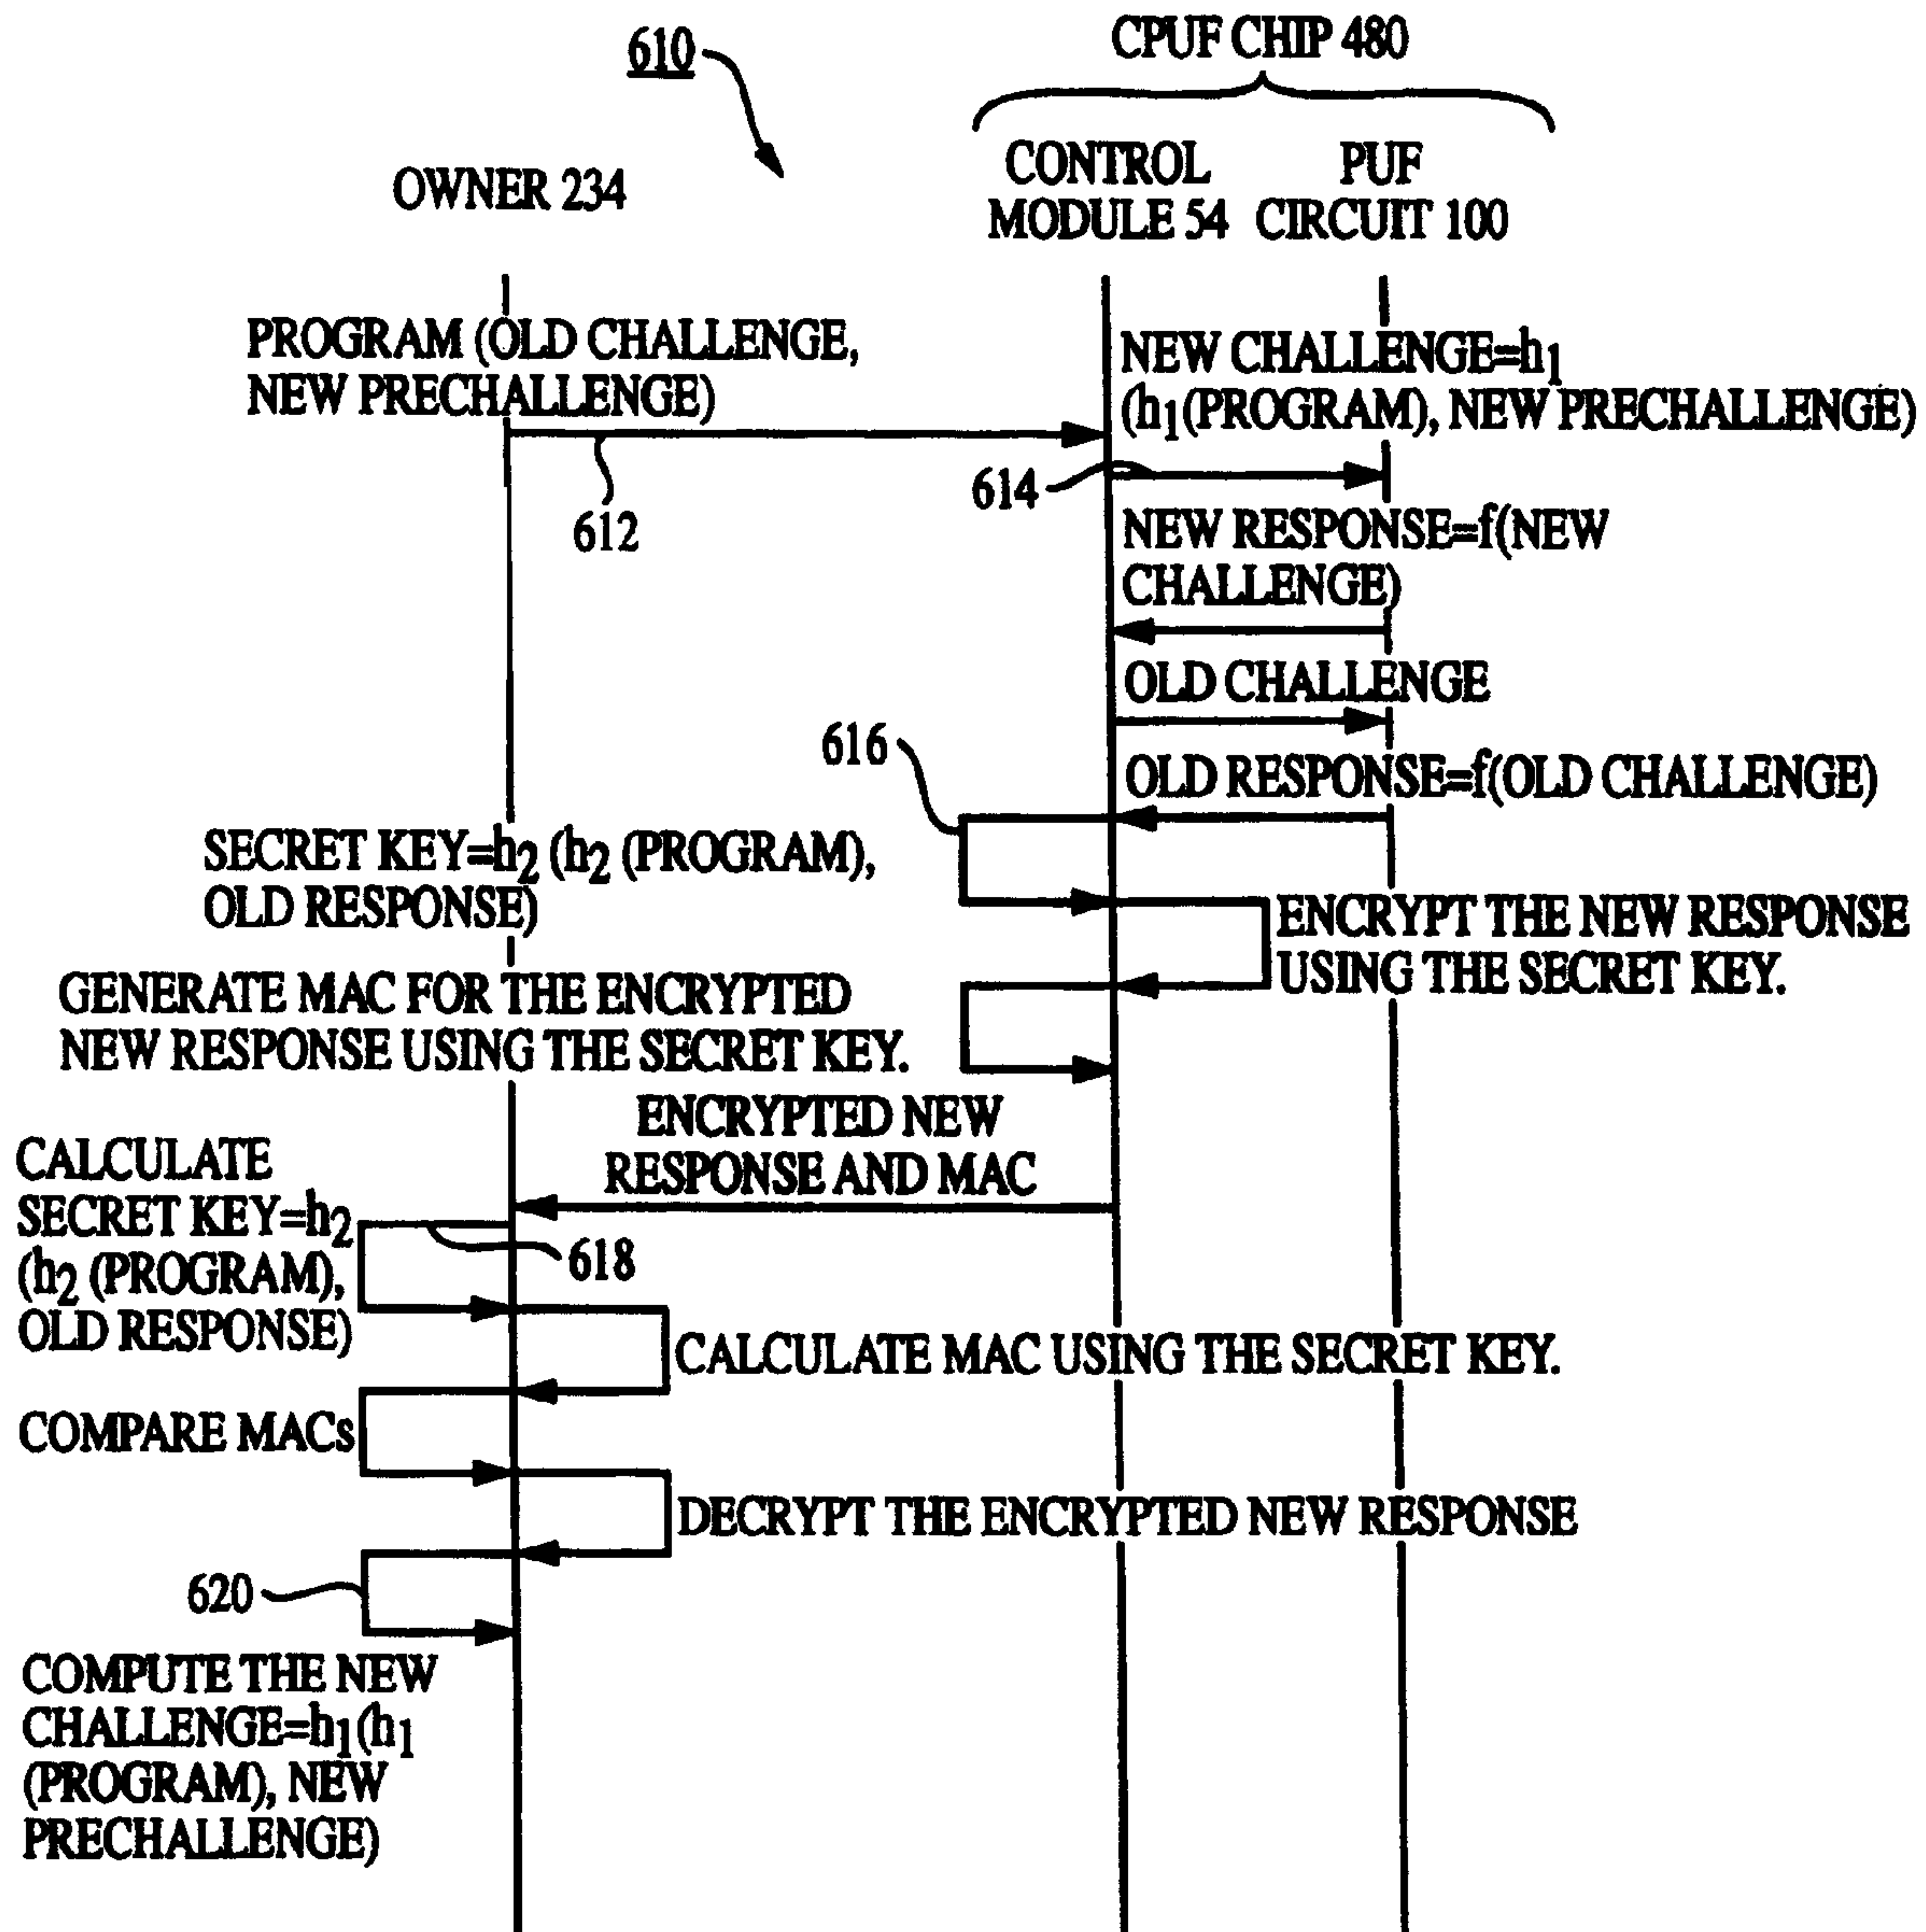 610
CPUF CHIP 480
OWNER 234
CONTROL
MODULE 54
PUF
CIRCUIT 100
PROGRAM (OLD CHALLENGE,
NEW PRECHALLENGE)
612
NEW CHALLENGE=h1
(h1(PROGRAM), NEW PRECHALLENGE)
614
NEW RESPONSE=f(NEW
CHALLENGE)
OLD CHALLENGE
616
OLD RESPONSE=f(OLD CHALLENGE)
SECRET KEY=h2 (h2 (PROGRAM),
OLD RESPONSE)
ENCRYPT THE NEW RESPONSE
USING THE SECRET KEY.
GENERATE MAC FOR THE ENCRYPTED
NEW RESPONSE USING THE SECRET KEY.
ENCRYPTED NEW
RESPONSE AND MAC
CALCULATE
SECRET KEY=h2
(h2 (PROGRAM),
OLD RESPONSE)
618
CALCULATE MAC USING THE SECRET KEY.
COMPARE MACs
DECRYPT THE ENCRYPTED NEW RESPONSE
620
COMPUTE THE NEW
CHALLENGE=h1(h1
(PROGRAM), NEW
PRECHALLENGE)